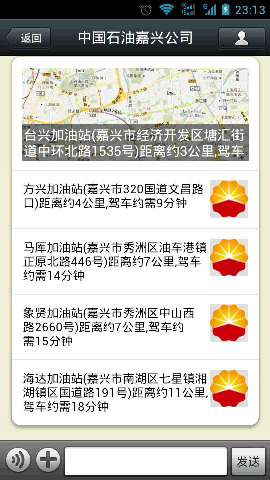 23:13
返回
中国石油嘉兴公司
台兴加油站(嘉兴市经济开发区塘汇街
道中环北路1535号)距离约3公里,驾车
方兴加油站(嘉兴市320国道文昌路
口)距离约4公里,驾车约需9分钟
马厍加油站(嘉兴市秀洲区油车港镇
正原北路446号)距离约7公里,驾车
约需14分钟
象贤加油站(嘉兴市秀洲区中山西
路2660号)距离约7公里,驾车约
需15分钟
海达加油站(嘉兴市南湖区七星镇湘
湖镇区国道路191号)距离约11公里,
驾车约需18分钟
发送